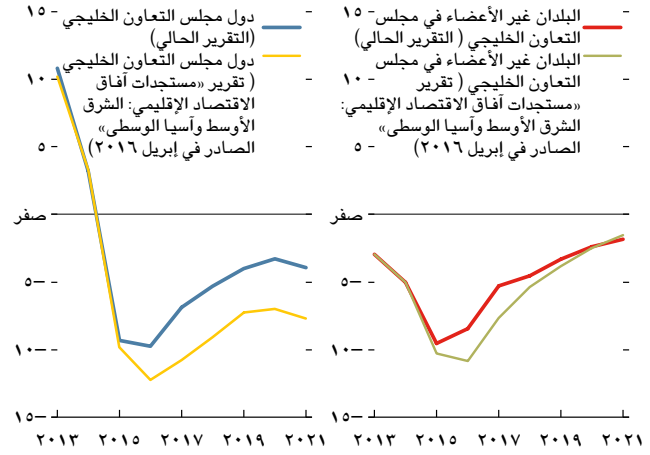 البلدان غير الأعضاء في مجلس
التعاون الخليجي ( التقرير الحالي)
البلدان غير الأعضاء في مجلس
التعاون الخليجي ( تقرير
«مستجدات آفاق الاقتصاد الإقليمي:
الشرق الأوسط وآسيا الوسطى»
الصادر في إبريل ٢٠١٦)
١٥
١٠
٥
صفر
٥–
١٠–
١٥–
٢٠١٣ ٢٠١٥ ٢٠١٧ ٢٠١٩ ٢٠٢١
دول مجلس التعاون الخليجي
(التقرير الحالي)
دول مجلس التعاون الخليجي
( تقرير «مستجدات آفاق
الاقتصاد الإقليمي: الشرق
الأوسط وآسيا الوسطى»
الصادر في إبريل ٢٠١٦)
١٥
١٠
٥
صفر
٥–
١٠–
١٥–
٢٠١٣ ٢٠١٥ ٢٠١٧ ٢٠١٩ ٢٠٢١